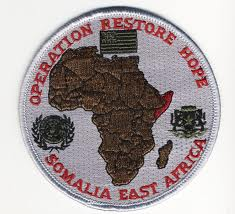 OPERATION RESTORE HOPE
SOMALIA EAST AFRICA